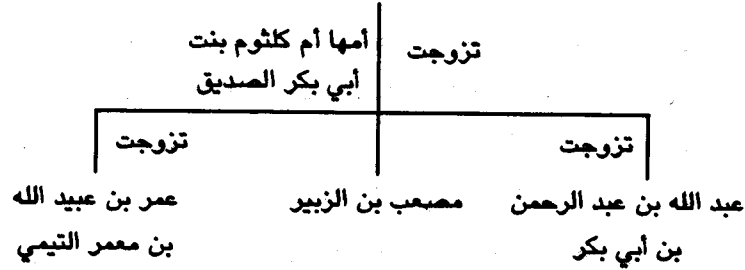 تزوجت
أمها أم كلثوم بنت
أبي بكر الصديق
تزوجت
تزوجت
عبد الله بن عبد الرحمن
بن أبي بكر
مصعب بن الزبير
عمر بن عبيد الله
بن معمر التيمي